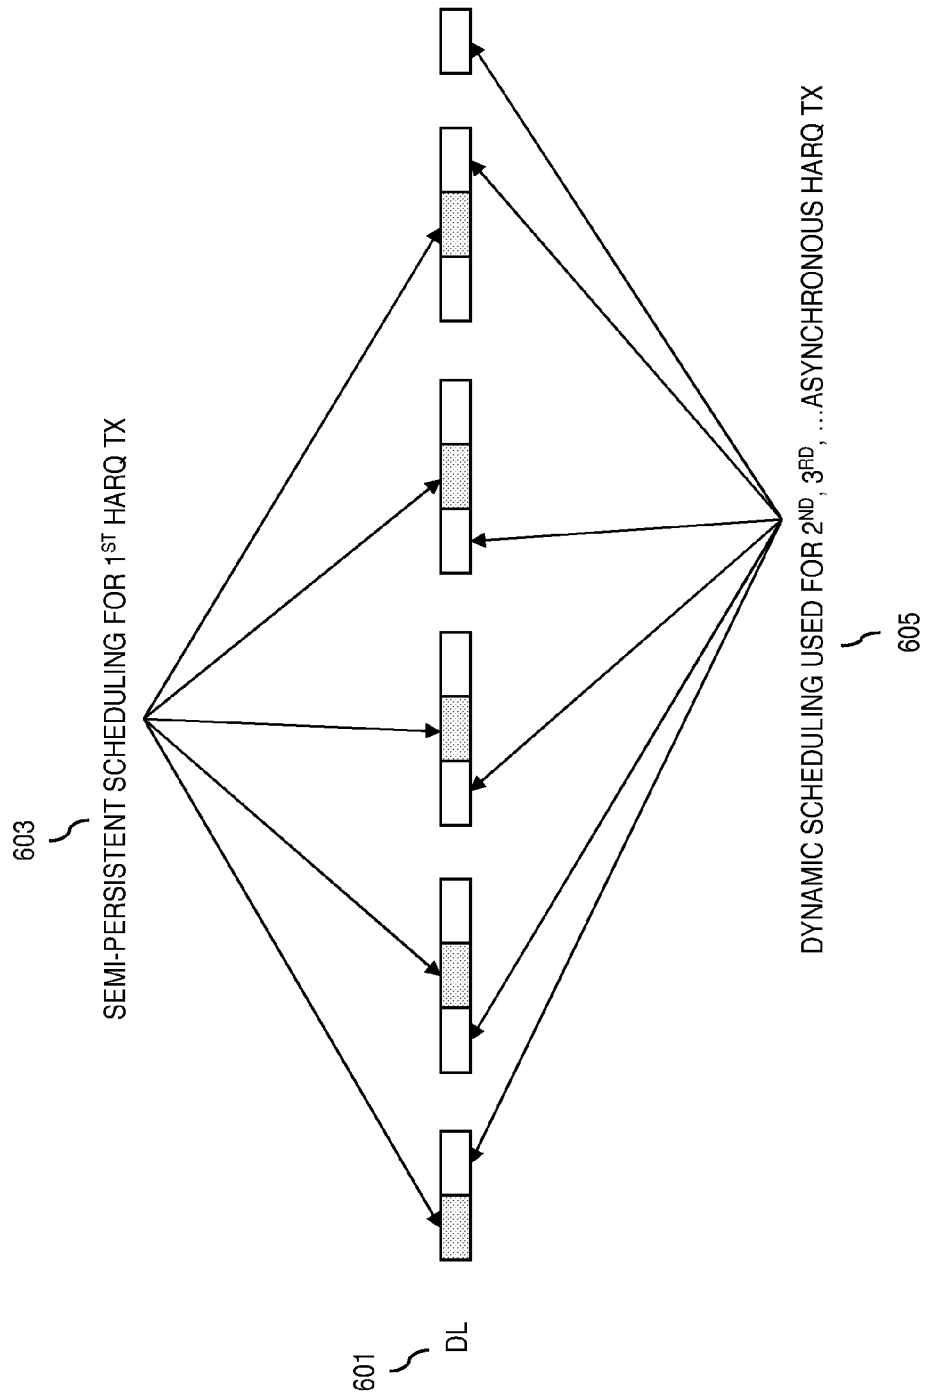 603
SEMI-PERSISTENT SCHEDULING FOR 1ST HARQ TX
601
DL
DYNAMIC SCHEDULING USED FOR 2ND, 3RD, ...ASYNCHRONOUS HARQ TX
605